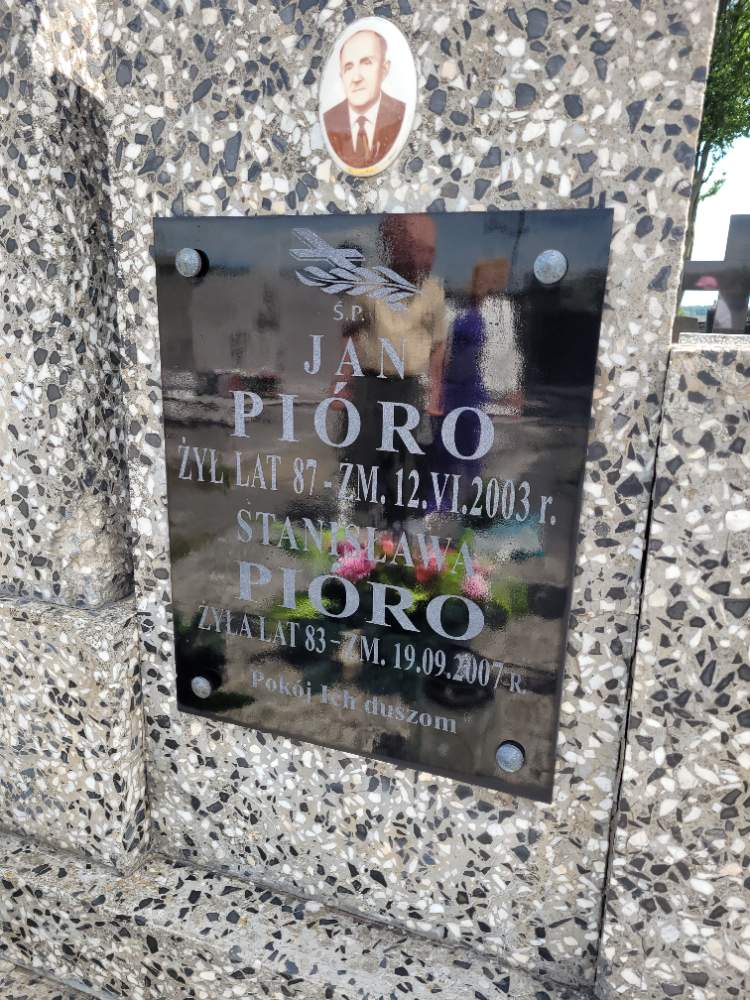 Ś.P.
JAN
PIÓRO
ŻYŁ LAT 87 - ZM. 12.VI.2003 r.
STANISŁAWA
PIÓRO
ŻYŁA LAT 83 - ZM. 19.09.2007 R.
Pokój Ich duszom